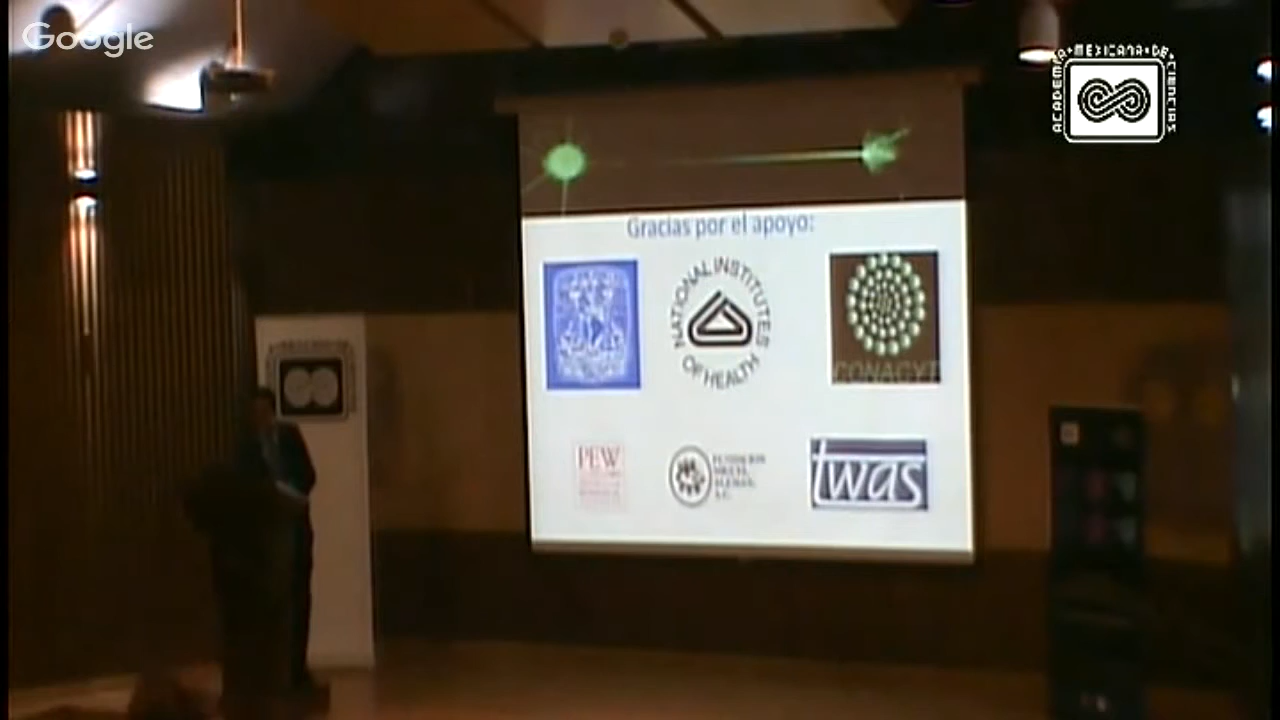 Google
ACADEMIA MEXICANA DE CIENCIAS
Gracias por el apoyo:
NATIONAL INSTITUTES
OF HEALTH
CONACYT
PEW
twas